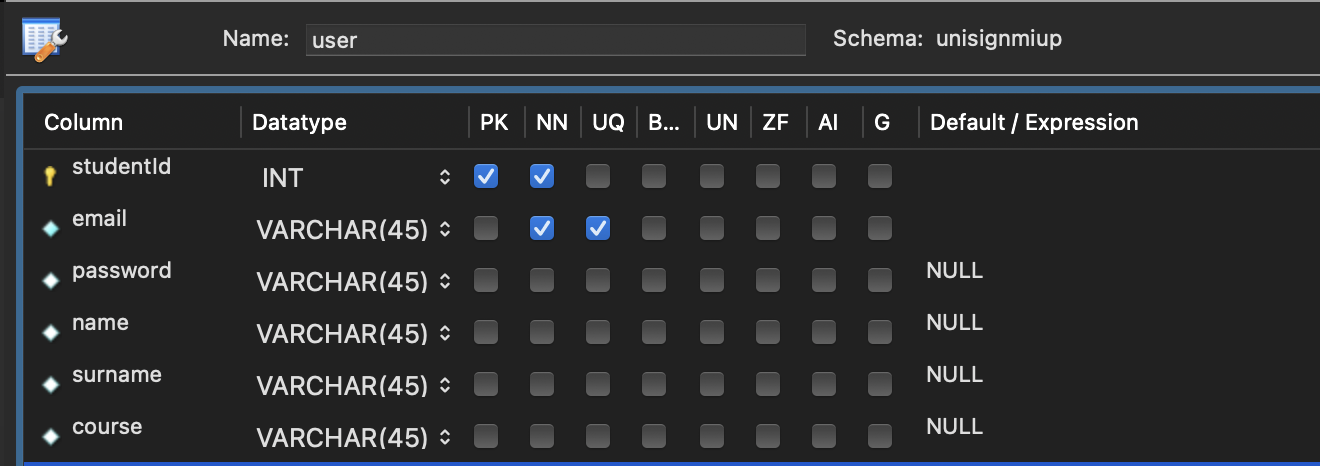 Name: user Schema: unisignmiup
Column Datatype PK NN UQ B... UN ZF AI G Default / Expression
studentId INT
email VARCHAR(45)
password VARCHAR(45) NULL
name VARCHAR(45) NULL
surname VARCHAR(45) NULL
course VARCHAR(45) NULL